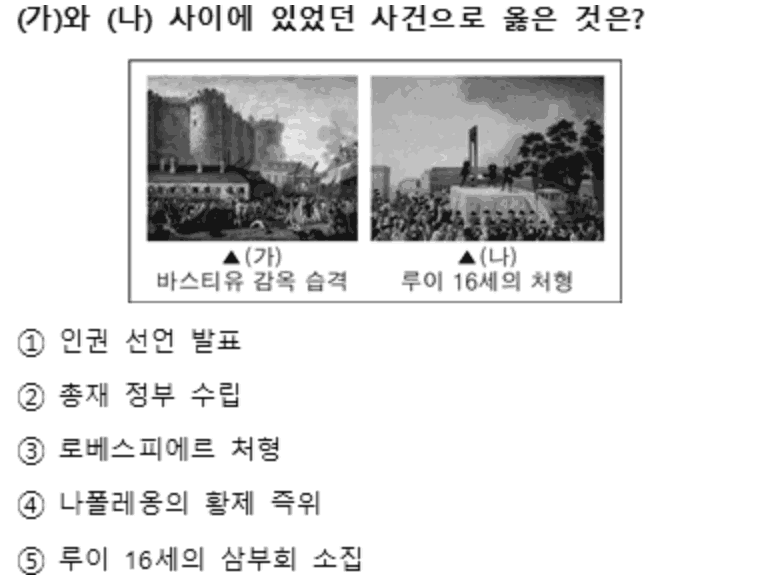 (가)와 (나) 사이에 있었던 사건으로 옳은 것은?
▲(가)
바스티유 감옥 습격
▲(나)
루이 16세의 처형
① 인권 선언 발표
② 총재 정부 수립
③ 로베스피에르 처형
④ 나폴레옹의 황제 즉위
⑤ 루이 16세의 삼부회 소집